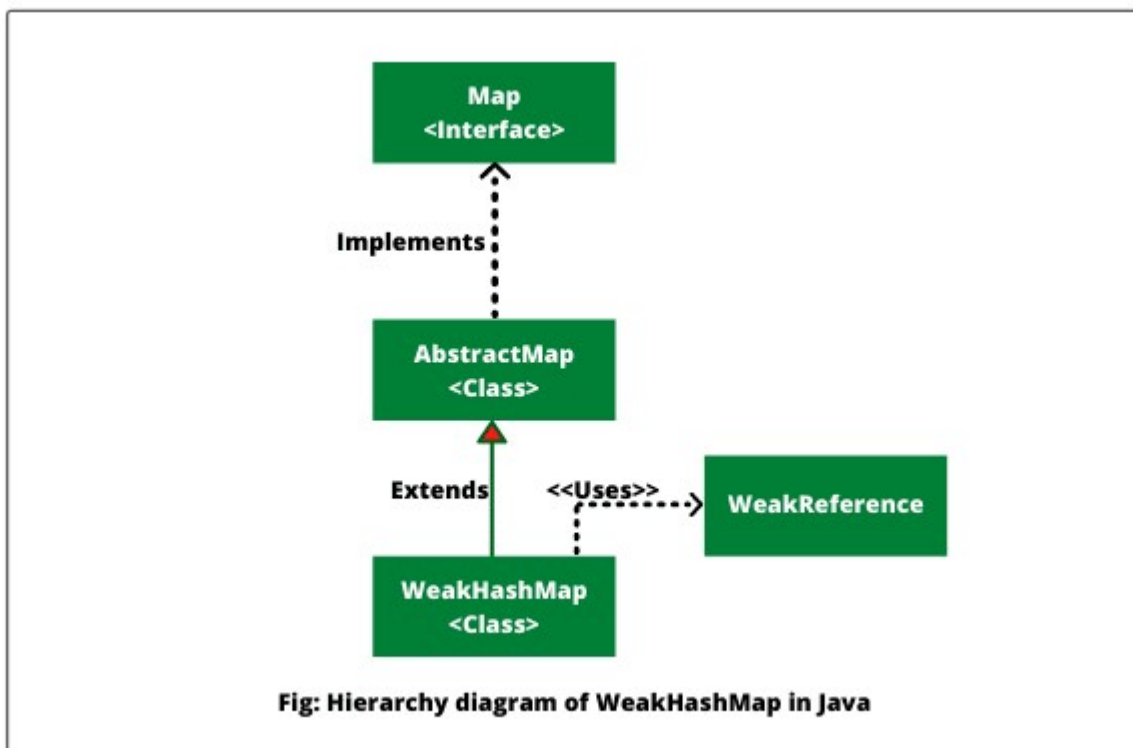 Map
<Interface>
Implements
AbstractMap
<Class>
Extends
<<Uses>>
WeakReference
WeakHashMap
<Class>
Fig: Hierarchy diagram of WeakHashMap in Java